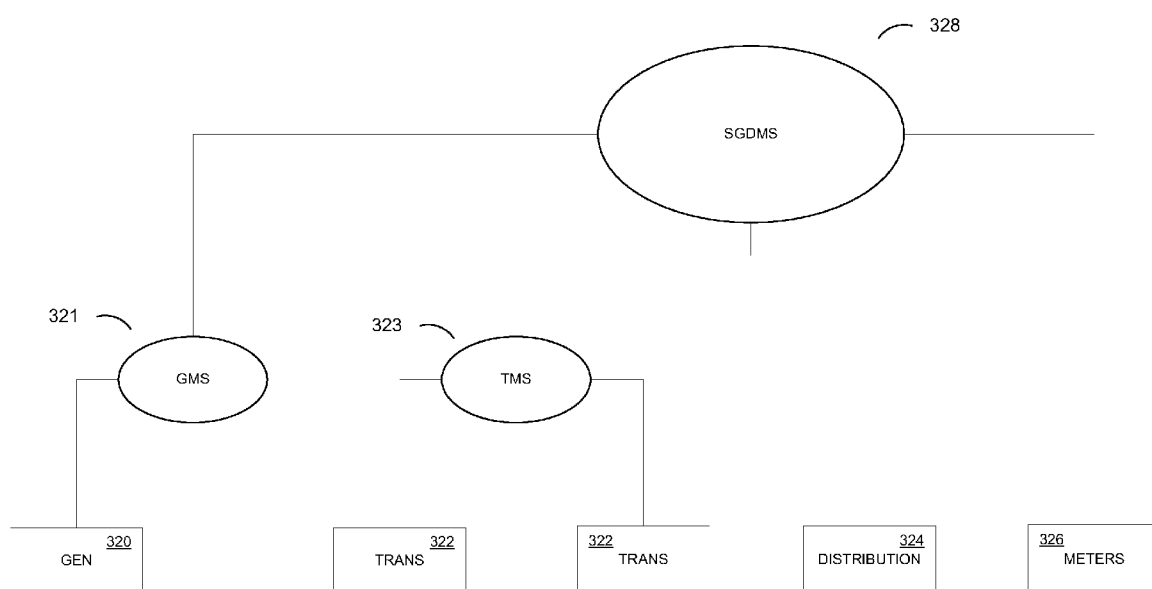 328
SGDMS
321
323
GMS
TMS
320
GEN
322
TRANS
322
TRANS
324
DISTRIBUTION
326
METERS